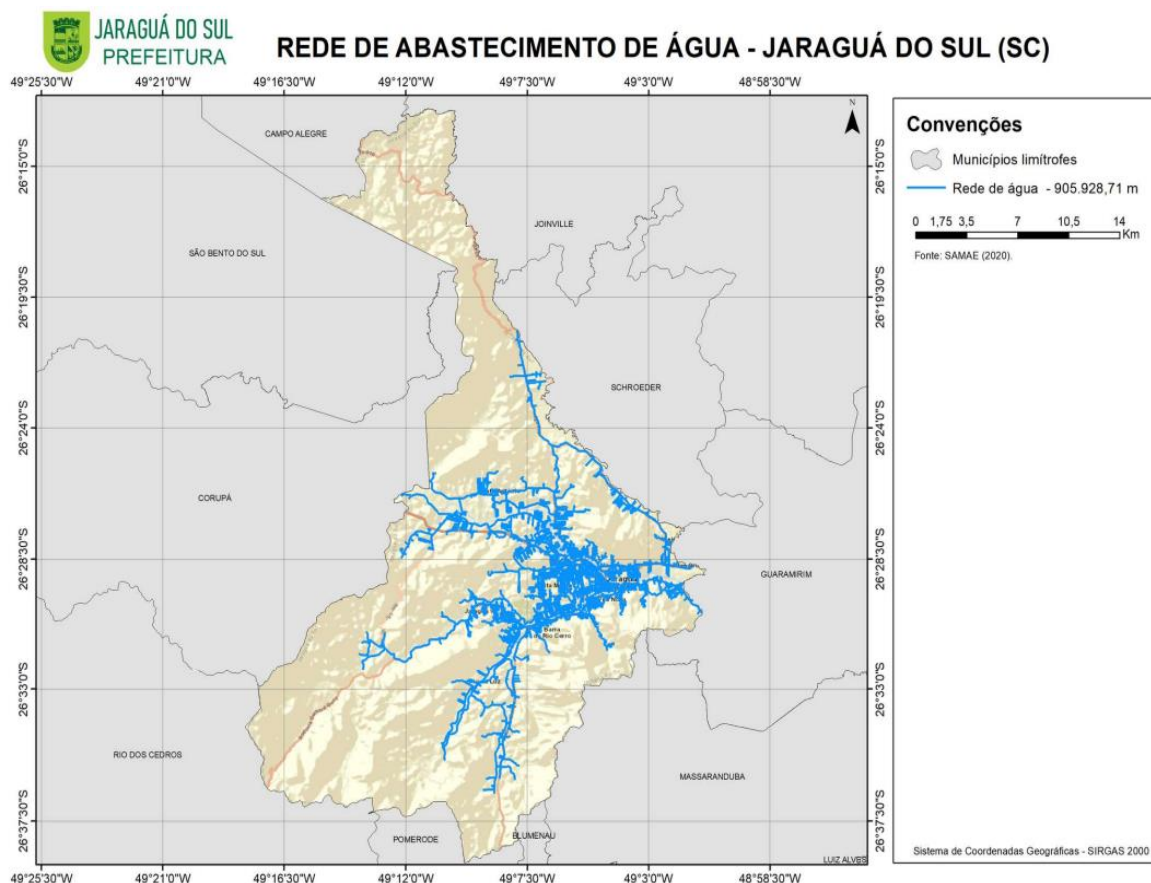 JARAGUÁ DO SUL
PREFEITURA
REDE DE ABASTECIMENTO DE ÁGUA - JARAGUÁ DO SUL (SC)
49°25'30"W 49°21'0"W 49°16'30"W 49°12'0"W 49°7'30"W 49°3'0"W 48°58'30"W
N
CAMPO ALEGRE
26°15'0"S 26°15'0"S
JOINVILLE
SÃO BENTO DO SUL
26°19'30"S 26°19'30"S
SCHROEDER
26°24'0"S 26°24'0"S
CORUPÁ
26°28'30"S 26°28'30"S
GUARAMIRIM
Barra
do Rio Cerro
26°33'0"S 26°33'0"S
RIO DOS CEDROS
MASSARANDUBA
26°37'30"S 26°37'30"S
POMERODE
BLUMENAU
LUIZ ALVES
49°25'30"W 49°21'0"W 49°16'30"W 49°12'0"W 49°7'30"W 49°3'0"W 48°58'30"W
Convenções
Municípios limítrofes
Rede de água - 905.928,71 m
0 1,75 3,5 7 10,5 14
Km
Fonte: SAMAE (2020).
Sistema de Coordenadas Geográficas - SIRGAS 2000